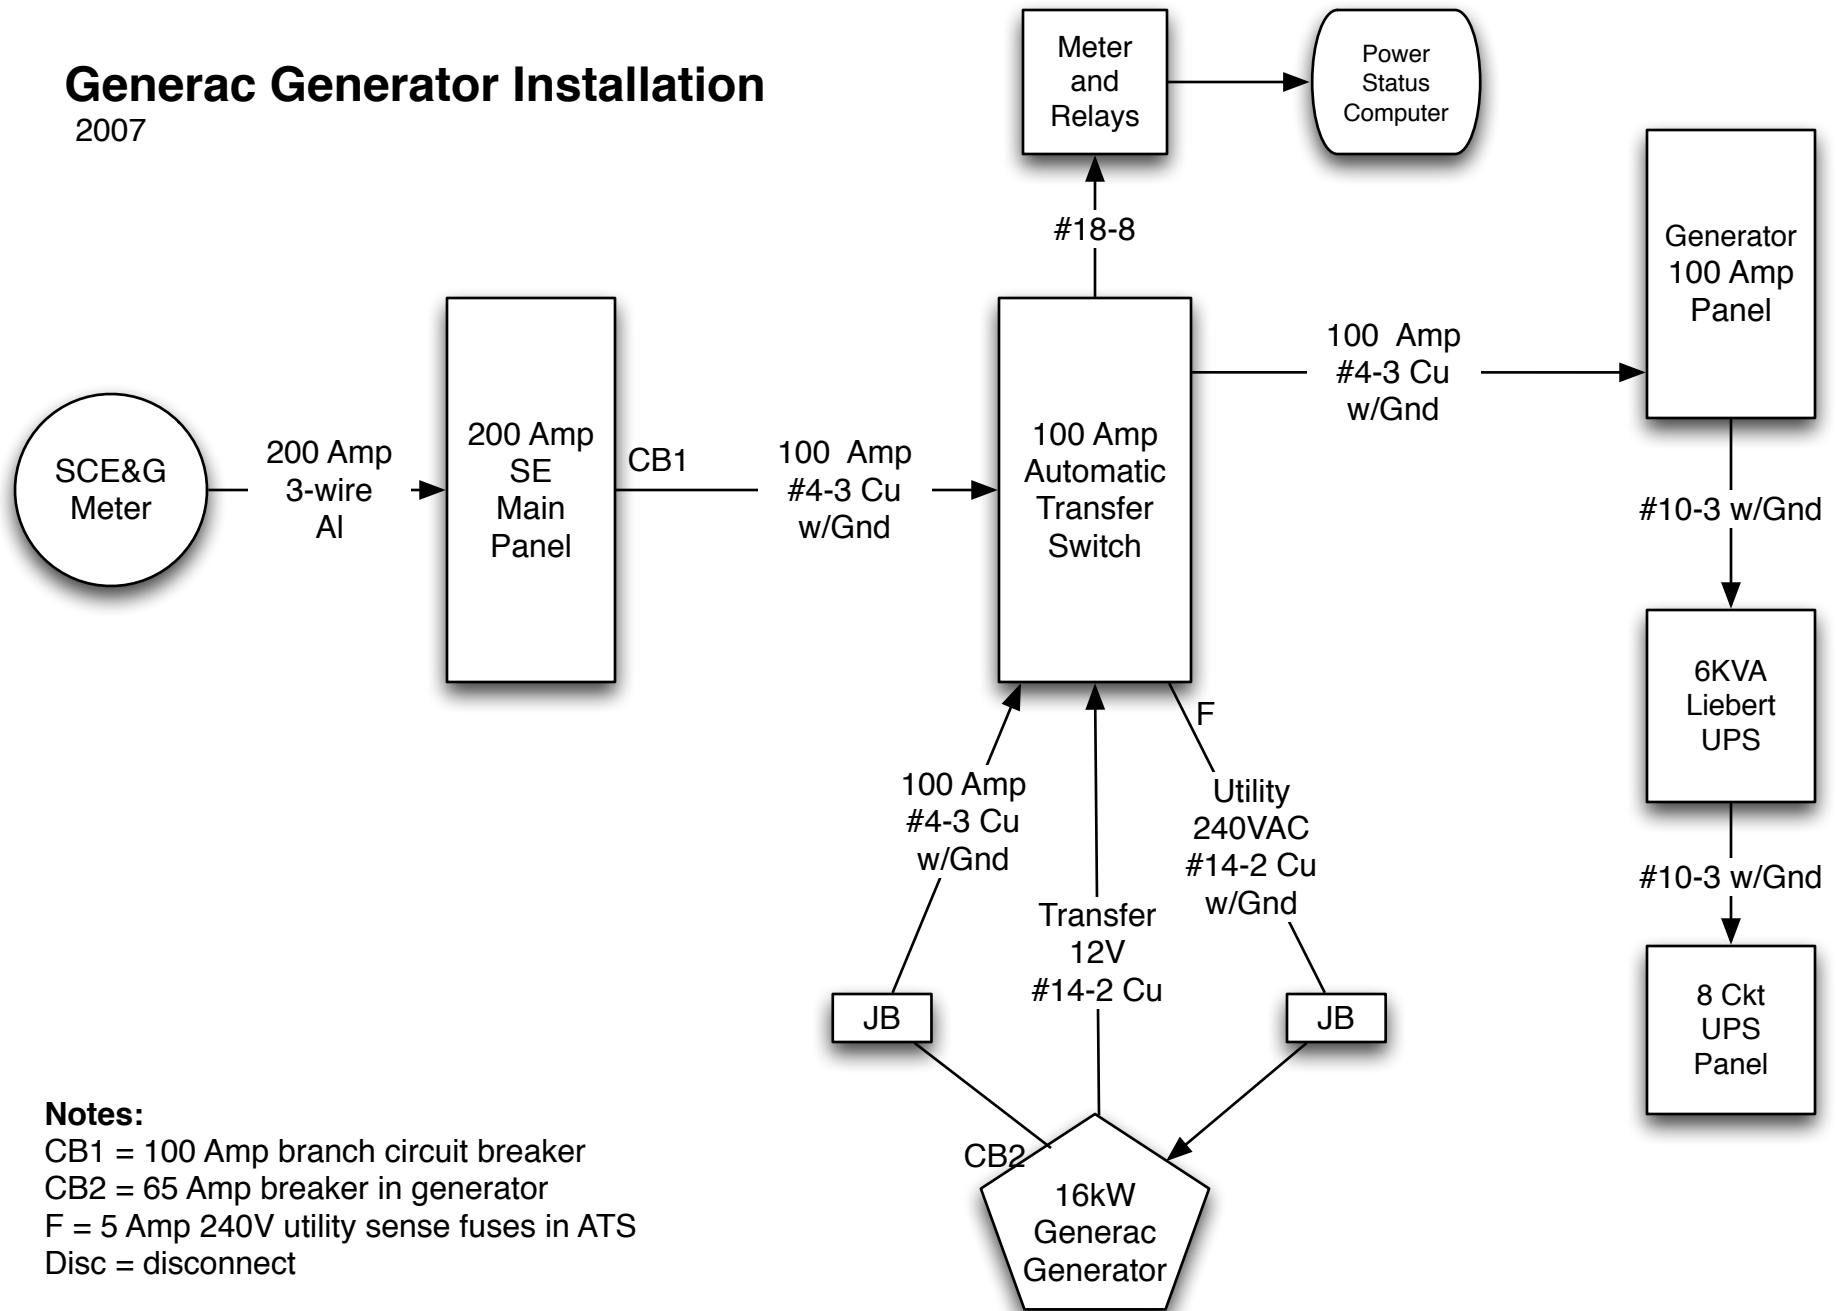 Generac Generator Installation
2007
Meter
and
Relays
Power
Status
Computer
#18-8
Generator
100 Amp
Panel
100  Amp
#4-3 Cu
w/Gnd
SCE&G
Meter
200 Amp
3-wire
Al
200 Amp
SE
Main
Panel
CB1
100  Amp
#4-3 Cu
w/Gnd
100 Amp
Automatic
Transfer
Switch
#10-3 w/Gnd
6KVA
Liebert
UPS
#10-3 w/Gnd
8 Ckt
UPS
Panel
F
100 Amp
#4-3 Cu
w/Gnd
Utility
240VAC
#14-2 Cu
w/Gnd
Transfer
12V
#14-2 Cu
JB
JB
CB2
16kW
Generac
Generator
Notes:
CB1 = 100 Amp branch circuit breaker
CB2 = 65 Amp breaker in generator
F = 5 Amp 240V utility sense fuses in ATS
Disc = disconnect